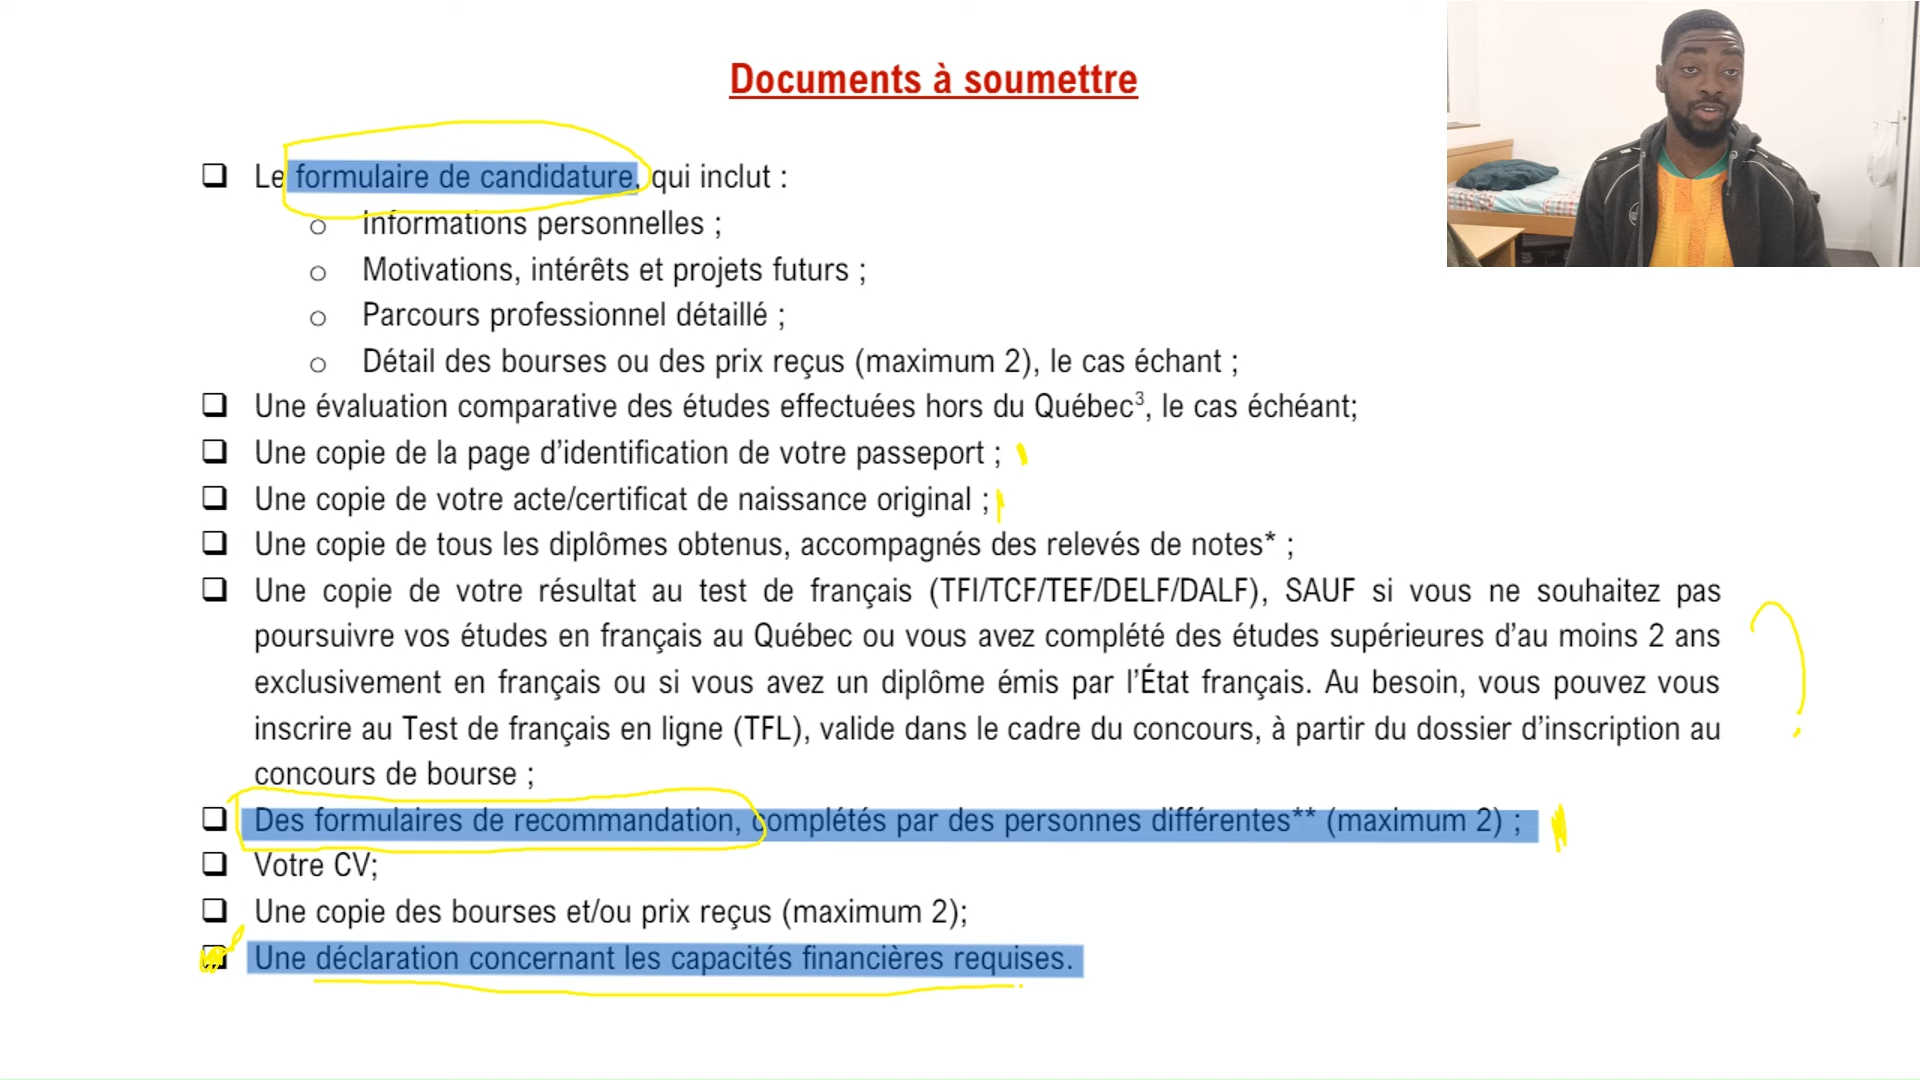 Documents à soumettre
❑ Le formulaire de candidature, qui inclut :
o Informations personnelles ;
o Motivations, intérêts et projets futurs ;
o Parcours professionnel détaillé ;
o Détail des bourses ou des prix reçus (maximum 2), le cas échant ;
❑ Une évaluation comparative des études effectuées hors du Québec³, le cas échéant;
❑ Une copie de la page d’identification de votre passeport ;
❑ Une copie de votre acte/certificat de naissance original ;
❑ Une copie de tous les diplômes obtenus, accompagnés des relevés de notes* ;
❑ Une copie de votre résultat au test de français (TFI/TCF/TEF/DELF/DALF), SAUF si vous ne souhaitez pas
poursuivre vos études en français au Québec ou vous avez complété des études supérieures d’au moins 2 ans
exclusivement en français ou si vous avez un diplôme émis par l’État français. Au besoin, vous pouvez vous
inscrire au Test de français en ligne (TFL), valide dans le cadre du concours, à partir du dossier d’inscription au
concours de bourse ;
❑ Des formulaires de recommandation, complétés par des personnes différentes** (maximum 2) ;
❑ Votre CV;
❑ Une copie des bourses et/ou prix reçus (maximum 2);
❑ Une déclaration concernant les capacités financières requises.